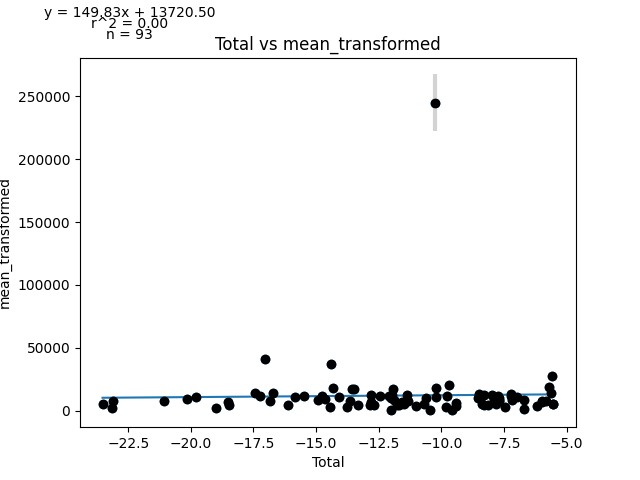 y = 149.83x + 13720.50
r^2 = 0.00
n = 93
Total vs mean_transformed
250000
200000
150000
100000
50000
0
mean_transformed
−22.5 −20.0 −17.5 −15.0 −12.5 −10.0 −7.5 −5.0
Total